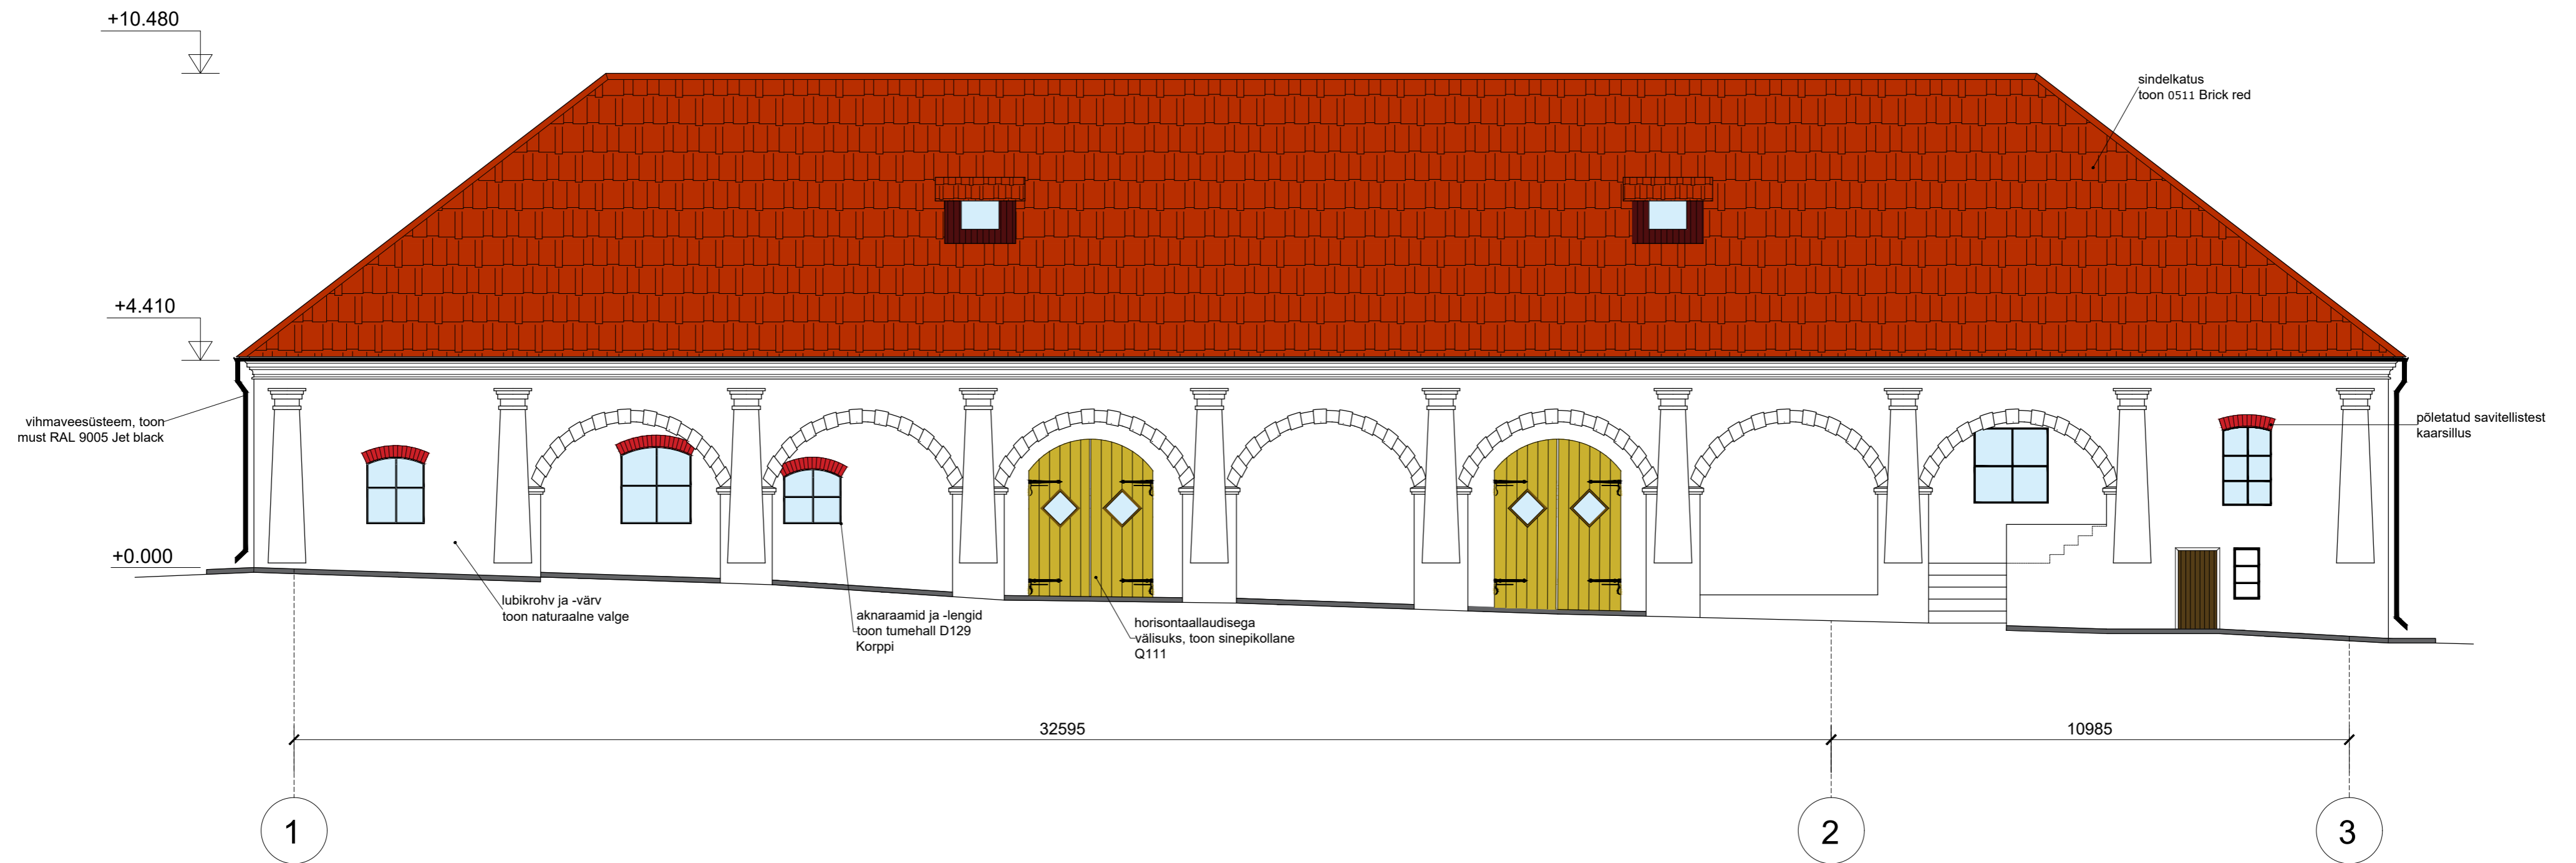 +10.480
sindelkatus
toon 0511 Brick red
+4.410
vihmaveesüsteem, toon
must RAL 9005 Jet black
põletatud savitellistest
kaarsillus
+0.000
lubikrohv ja -värv
toon naturaalne valge
aknaraamid ja -lengid
toon tumehall D129
Korppi
horisontaallaudisega
välisuks, toon sinepikollane
Q111
32595
10985
1
2
3